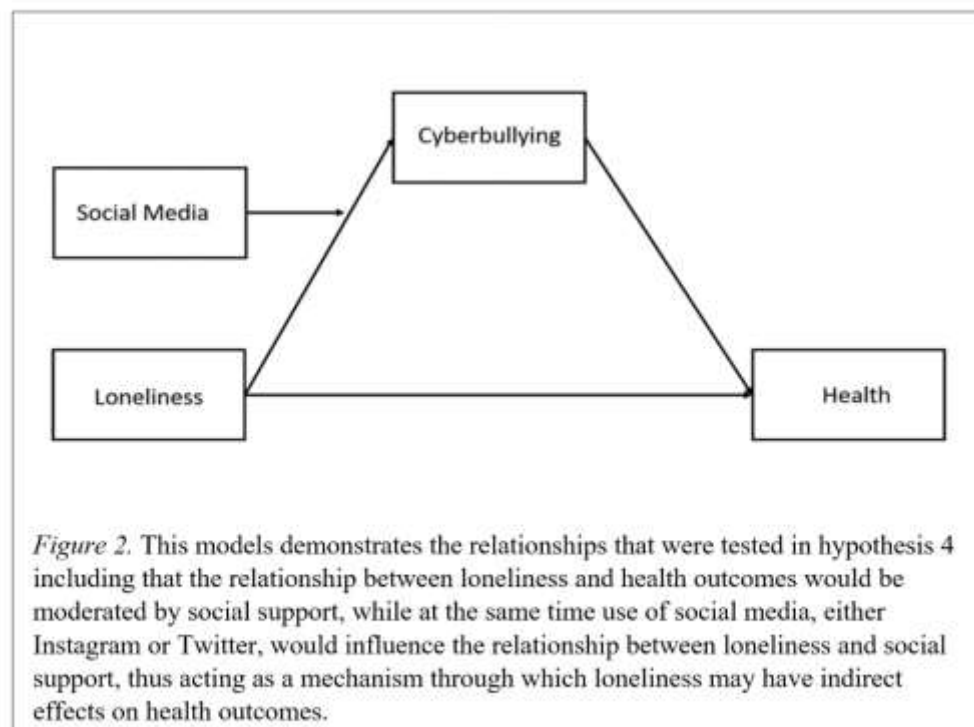 Cyberbullying
Social Media
Loneliness
Health
Figure 2. This models demonstrates the relationships that were tested in hypothesis 4
including that the relationship between loneliness and health outcomes would be
moderated by social support, while at the same time use of social media, either
Instagram or Twitter, would influence the relationship between loneliness and social
support, thus acting as a mechanism through which loneliness may have indirect
effects on health outcomes.